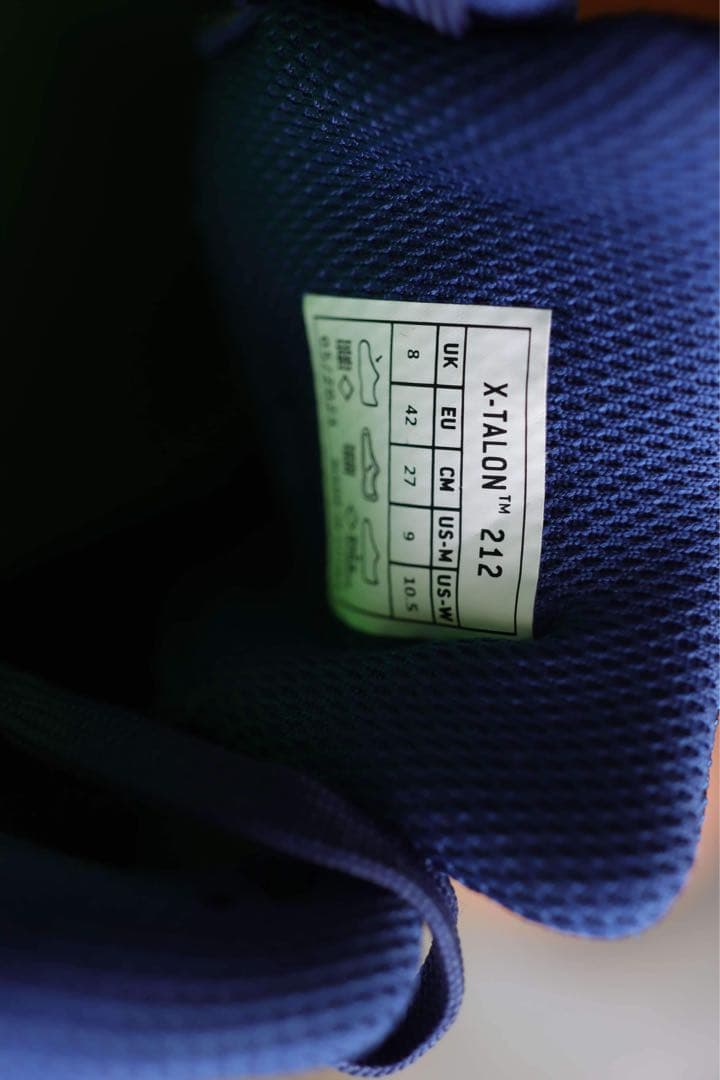 X-TALON™ 212
UK EU CM US-M US-W
8 42 27 9 10.5